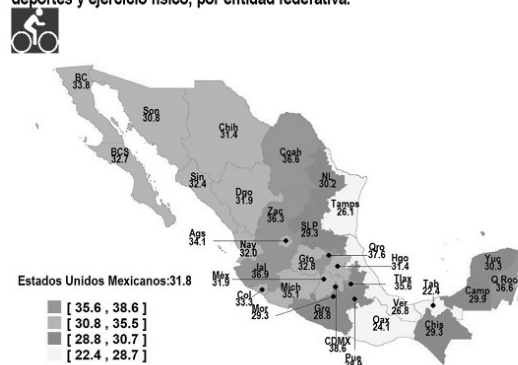 deportes y ejercicio físico, por entidad federativa.
BC
33.8
Son
30.8
Chih
31.4
BCS
32.7
Coah
36.6
Sin
32.4
NL
30.2
Dgo
31.9
Tamps
26.1
Zac
36.3
SLP
29.3
Ags
34.1
Nay
32.0
Gto
32.8
Qro
37.6
Hgo
31.4
Yuc
30.3
Q Roo
36.6
Jal
36.9
Méx
31.9
Mich
35.1
Tlax
35.6
Tab
22.4
Camp
29.9
Col
33.3
Mor
29.3
Gro
28.8
Ver
26.8
CDMX
38.6
Oax
24.1
Chis
29.3
Pue
Estados Unidos Mexicanos:31.8
[ 35.6 , 38.6 ]
[ 30.8 , 35.5 ]
[ 28.8 , 30.7 ]
[ 22.4 , 28.7 ]